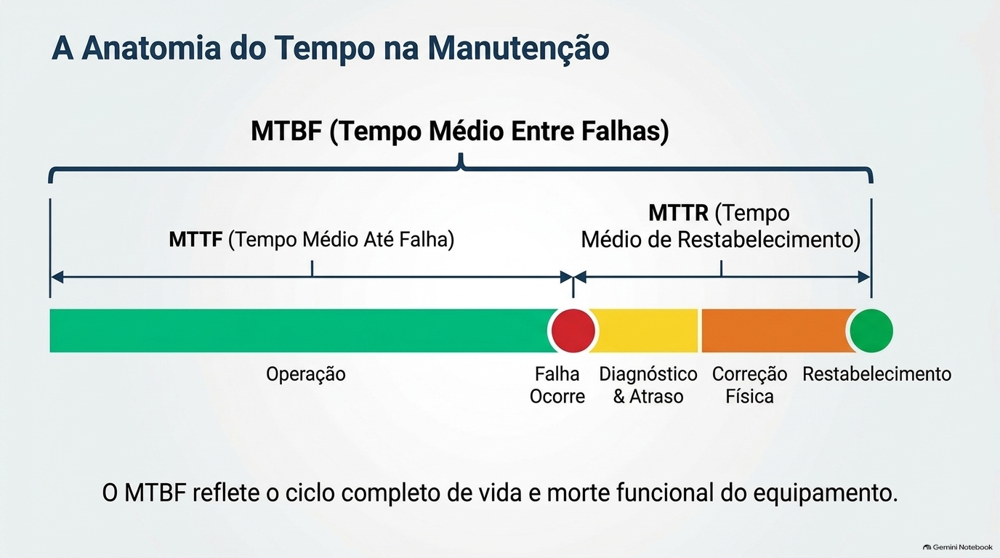 A Anatomia do Tempo na Manutenção
MTBF (Tempo Médio Entre Falhas)
MTTF (Tempo Médio Até Falha)
MTTR (Tempo
Médio de Restabelecimento)
Operação
Falha
Ocorre
Diagnóstico
& Atraso
Correção
Física
Restabelecimento
O MTBF reflete o ciclo completo de vida e morte funcional do equipamento.
Gemini Notebook